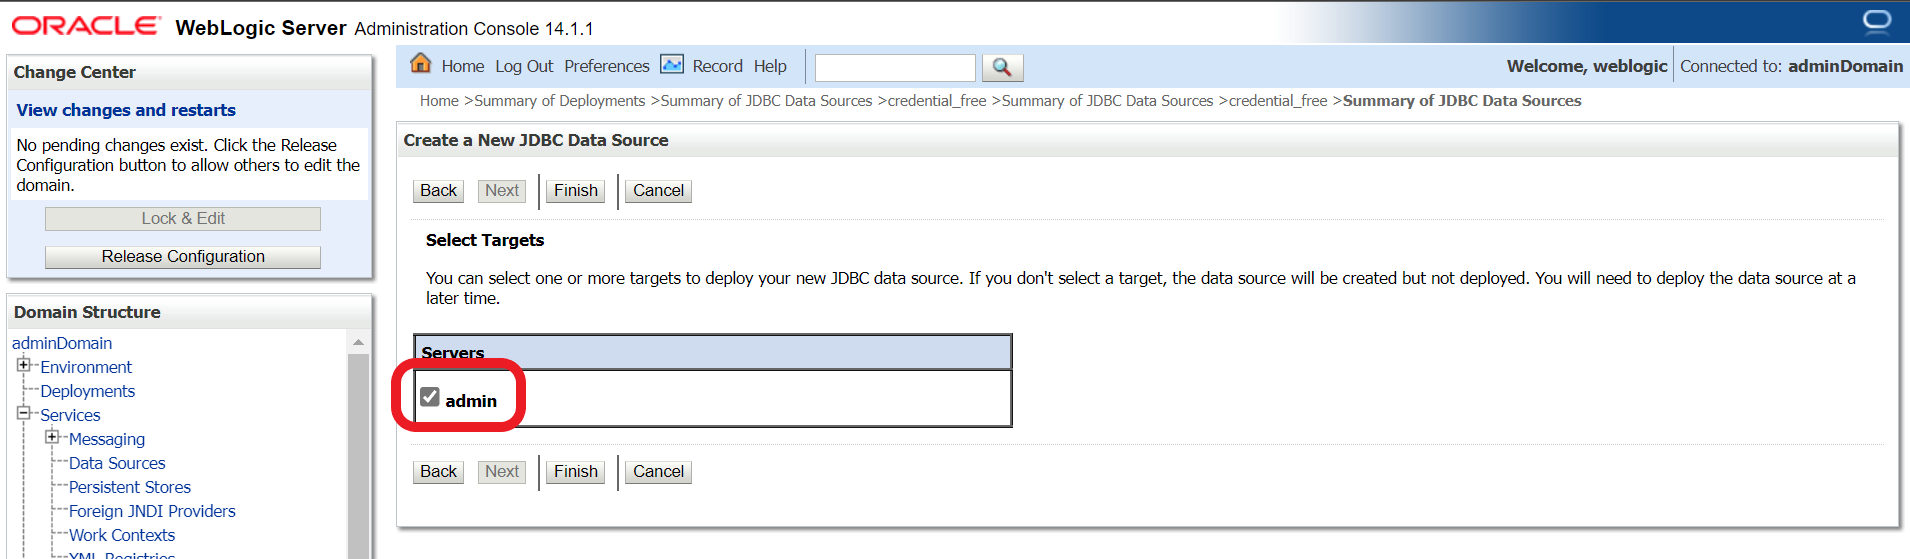 ORACLE WebLogic Server Administration Console 14.1.1
Change Center
View changes and restarts
No pending changes exist. Click the Release
Configuration button to allow others to edit the
domain.
Lock & Edit
Release Configuration
Domain Structure
adminDomain
Environment
Deployments
Services
Messaging
Data Sources
Persistent Stores
Foreign JNDI Providers
Work Contexts
XML Registries
Home Log Out Preferences Record Help
Welcome, weblogic Connected to: adminDomain
Home >Summary of Deployments >Summary of JDBC Data Sources >credential_free >Summary of JDBC Data Sources >credential_free >Summary of JDBC Data Sources
Create a New JDBC Data Source
Back Next Finish Cancel
Select Targets
You can select one or more targets to deploy your new JDBC data source. If you don't select a target, the data source will be created but not deployed. You will need to deploy the data source at a
later time.
Servers
admin
Back Next Finish Cancel